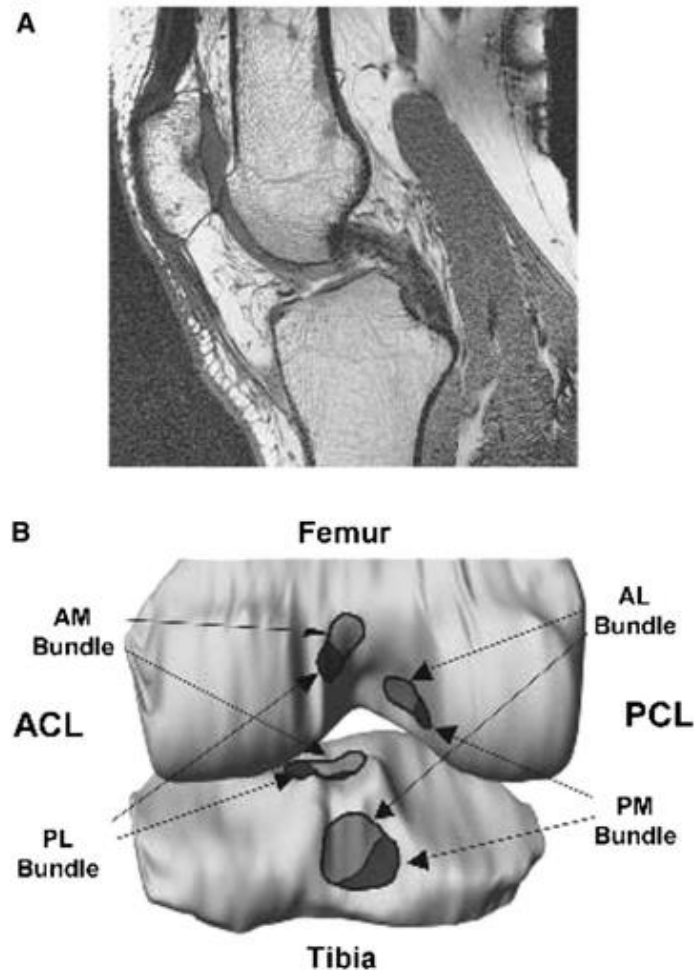 A
B
Femur
AM
Bundle
AL
Bundle
ACL
PCL
PL
Bundle
PM
Bundle
Tibia